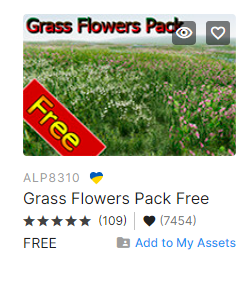 Grass Flowers Pack
Free
ALP8310
Grass Flowers Pack Free
(109) (7454)
FREE Add to My Assets